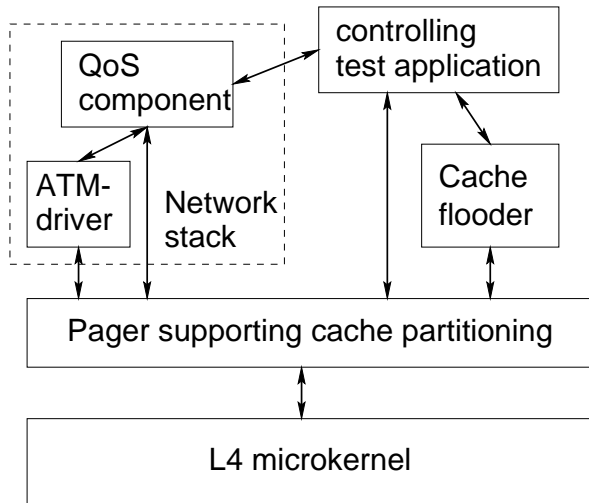 QoS
component
controlling
test application
ATM-
driver
Network
stack
Cache
flooder
Pager supporting cache partitioning
L4 microkernel